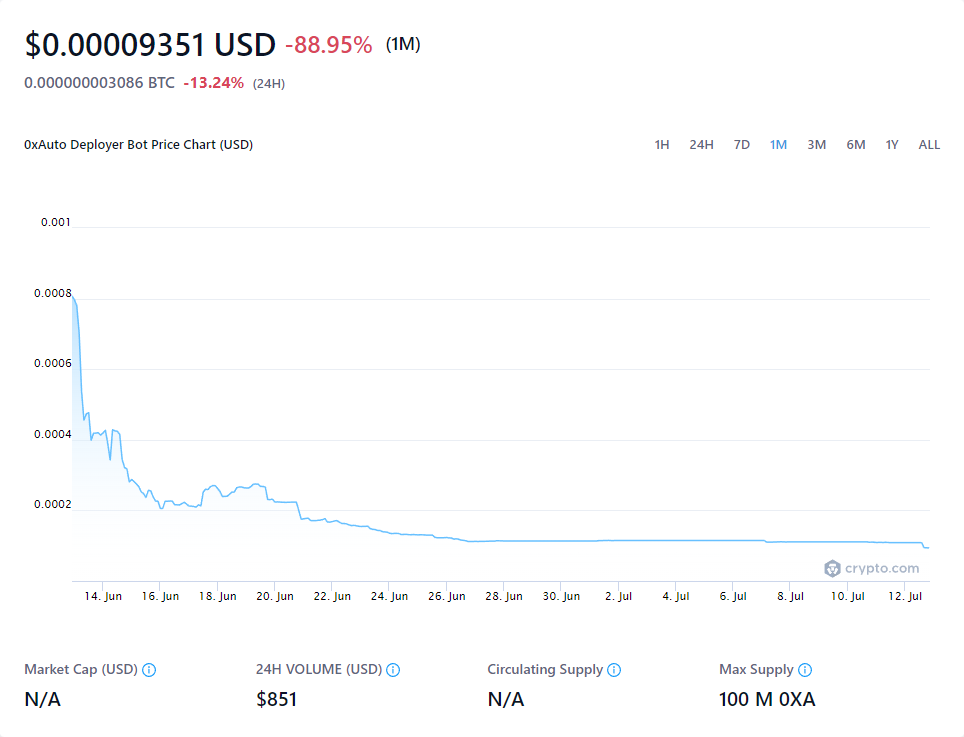 $0.00009351 USD -88.95% (1M)
0.000000003086 BTC -13.24% (24H)
0xAuto Deployer Bot Price Chart (USD) 1H 24H 7D 1M 3M 6M 1Y ALL
0.001
0.0008
0.0006
0.0004
0.0002
crypto.com
14. Jun 16. Jun 18. Jun 20. Jun 22. Jun 24. Jun 26. Jun 28. Jun 30. Jun 2. Jul 4. Jul 6. Jul 8. Jul 10. Jul 12. Jul
Market Cap (USD) 24H VOLUME (USD) Circulating Supply Max Supply
N/A $851 N/A 100 M 0XA